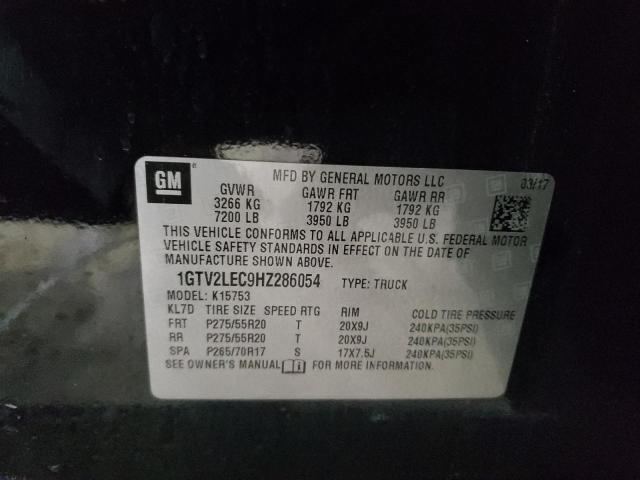 GM
MFD BY GENERAL MOTORS LLC 03/17
GVWR GAWR FRT GAWR RR
3266 KG 1792 KG 1792 KG
7200 LB 3950 LB 3950 LB
THIS VEHICLE CONFORMS TO ALL APPLICABLE U.S. FEDERAL MOTOR
VEHICLE SAFETY STANDARDS IN EFFECT ON THE DATE OF
MANUFACTURE SHOWN ABOVE.
1GTV2LEC9HZ286054 TYPE: TRUCK
MODEL: K15753
KL7D TIRE SIZE SPEED RTG RIM COLD TIRE PRESSURE
FRT P275/55R20 T 20X9J 240KPA(35PSI)
RR P275/55R20 T 20X9J 240KPA(35PSI)
SPA P265/70R17 S 17X7.5J 240KPA(35PSI)
SEE OWNER'S MANUAL FOR MORE INFORMATION.